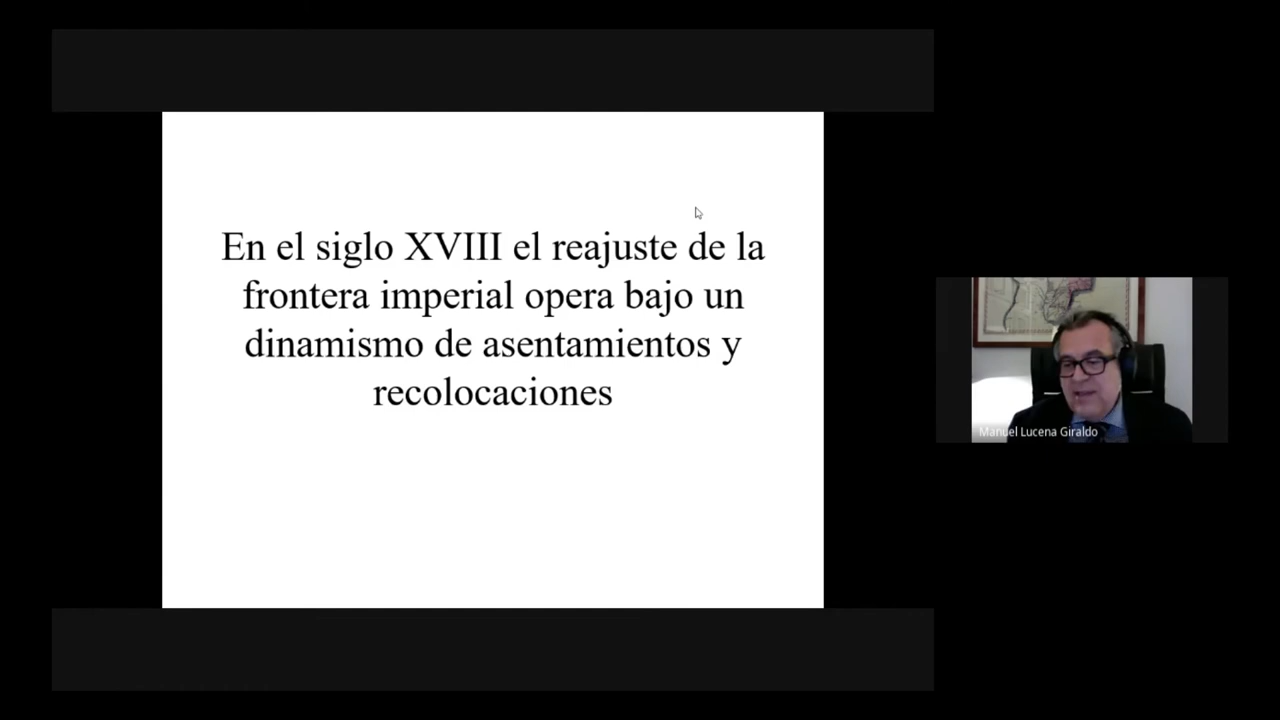 En el siglo XVIII el reajuste de la
frontera imperial opera bajo un
dinamismo de asentamientos y
recolocaciones
Manuel Lucena Giraldo